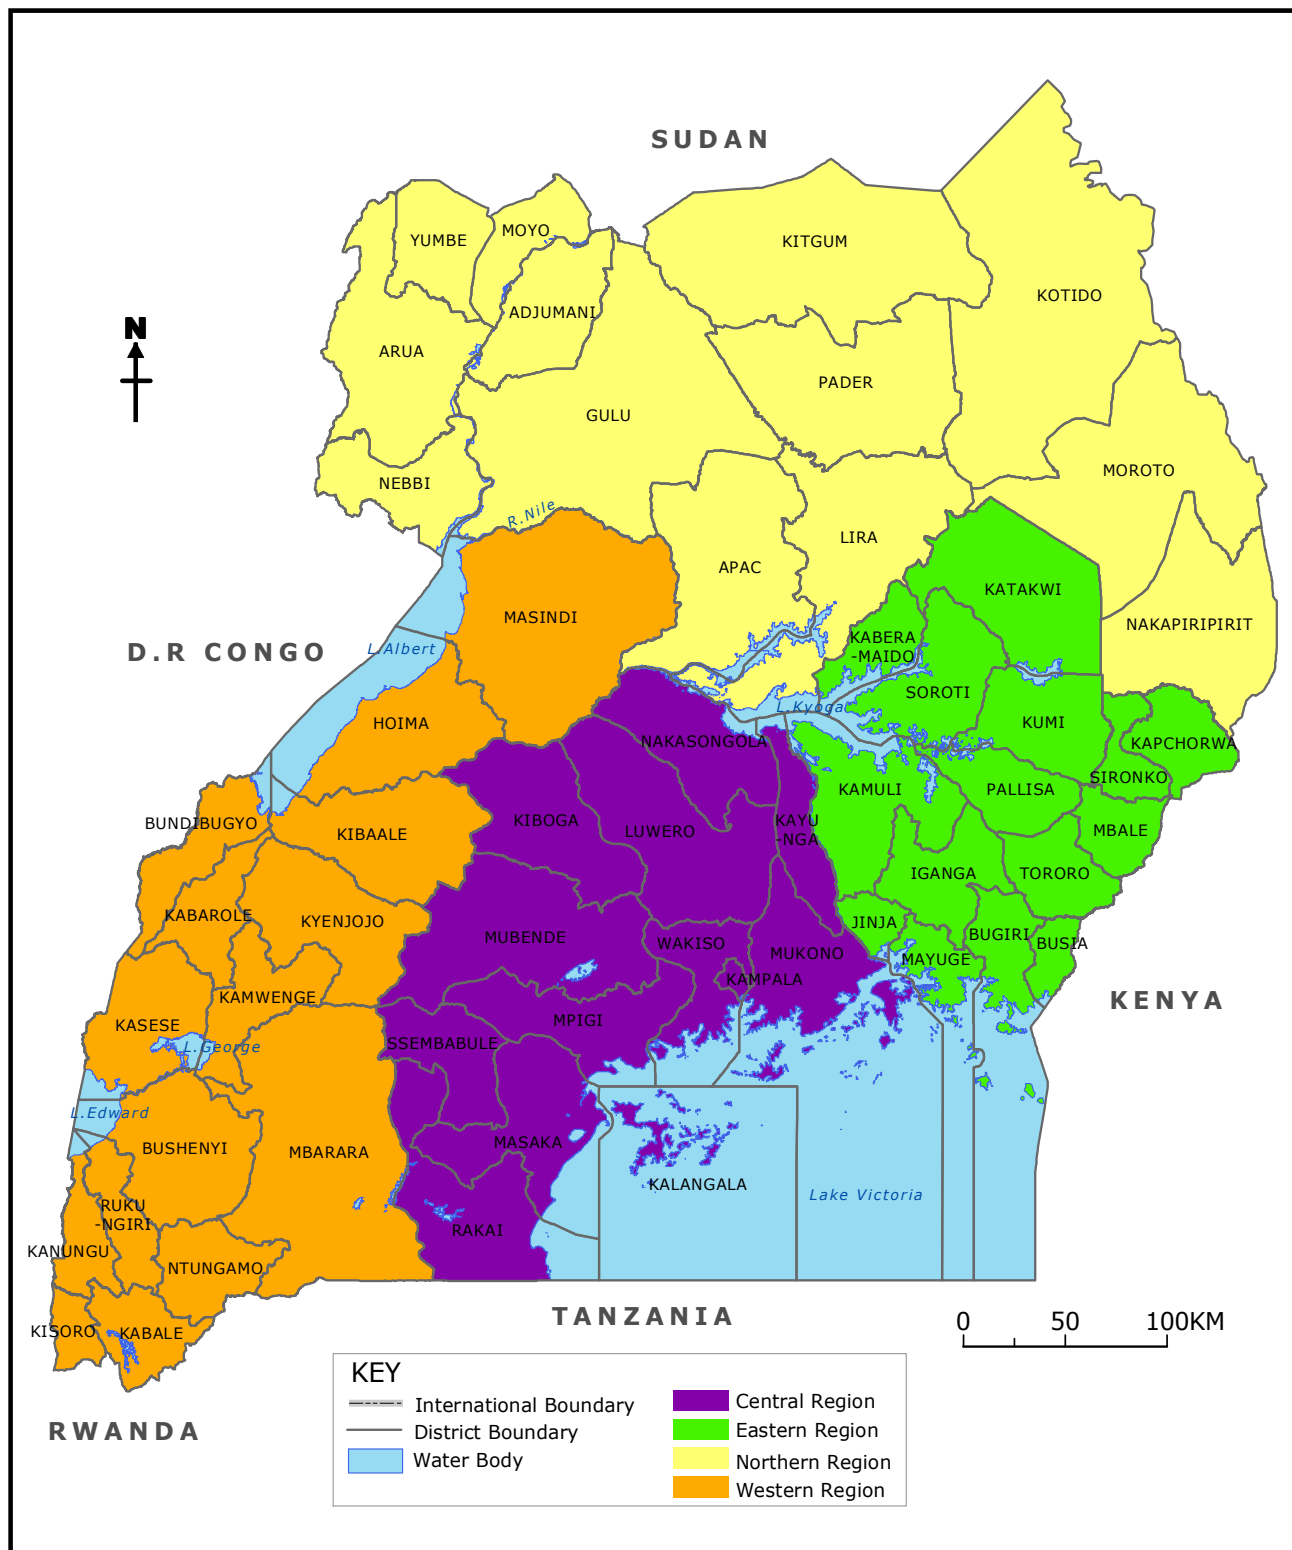 SUDAN
YUMBE
MOYO
KITGUM
KOTIDO
ADJUMANI
N
ARUA
PADER
GULU
MOROTO
NEBBI
R.Nile
LIRA
APAC
KATAKWI
MASINDI
NAKAPIRIPIRIT
KABERA
-MAIDO
D.R CONGO
L.Albert
SOROTI
L.Kyoga
HOIMA
KUMI
NAKASONGOLA
KAPCHORWA
SIRONKO
KAMULI
PALLISA
BUNDIBUGYO
KIBAALE
KIBOGA
LUWERO
KAYU
-NGA
MBALE
IGANGA
TORORO
KABAROLE
KYENJOJO
JINJA
MUBENDE
WAKISO
MUKONO
BUGIRI
BUSIA
MAYUGE
KAMPALA
KAMWENGE
KENYA
KASESE
MPIGI
L.George
SSEMBABULE
L.Edward
BUSHENYI
MBARARA
MASAKA
KALANGALA
Lake Victoria
RUKU
-NGIRI
RAKAI
KANUNGU
NTUNGAMO
TANZANIA
KISORO
KABALE
0 50 100KM
KEY
International Boundary
District Boundary
Water Body
Central Region
Eastern Region
Northern Region
Western Region
RWANDA